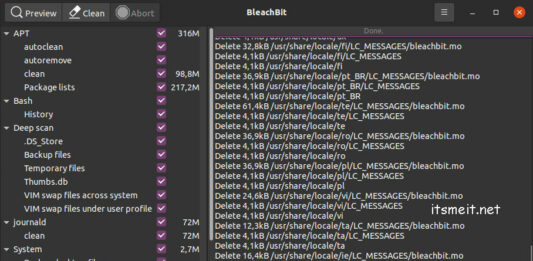 Preview
Clean
Abort
BleachBit
Done.
APT 316M
autoclean
autoremove
clean 98,8M
Package lists 217,2M
Bash
History
Deep scan
.DS_Store
Backup files
Temporary files
Thumbs.db
VIM swap files across system
VIM swap files under user profile
journald 72M
clean 72M
System 2,7M
Delete 32,8kB /usr/share/locale/fi/LC_MESSAGES/bleachbit.mo
Delete 4,1kB /usr/share/locale/fi/LC_MESSAGES
Delete 4,1kB /usr/share/locale/fi
Delete 36,9kB /usr/share/locale/pt_BR/LC_MESSAGES/bleachbit.mo
Delete 4,1kB /usr/share/locale/pt_BR/LC_MESSAGES
Delete 4,1kB /usr/share/locale/pt_BR
Delete 61,4kB /usr/share/locale/te/LC_MESSAGES/bleachbit.mo
Delete 4,1kB /usr/share/locale/te/LC_MESSAGES
Delete 4,1kB /usr/share/locale/te
Delete 36,9kB /usr/share/locale/ro/LC_MESSAGES/bleachbit.mo
Delete 4,1kB /usr/share/locale/ro/LC_MESSAGES
Delete 4,1kB /usr/share/locale/ro
Delete 36,9kB /usr/share/locale/pl/LC_MESSAGES/bleachbit.mo
Delete 4,1kB /usr/share/locale/pl/LC_MESSAGES
Delete 4,1kB /usr/share/locale/pl
Delete 24,6kB /usr/share/locale/vi/LC_MESSAGES/bleachbit.mo
Delete 4,1kB /usr/share/locale/vi/LC_MESSAGES
Delete 4,1kB /usr/share/locale/vi
Delete 12,3kB /usr/share/locale/ta/LC_MESSAGES/bleachbit.mo
Delete 4,1kB /usr/share/locale/ta/LC_MESSAGES
Delete 4,1kB /usr/share/locale/ta
Delete 16,4kB /usr/share/locale/ie/LC_MESSAGES/bleachbit.mo
itsmeit.net